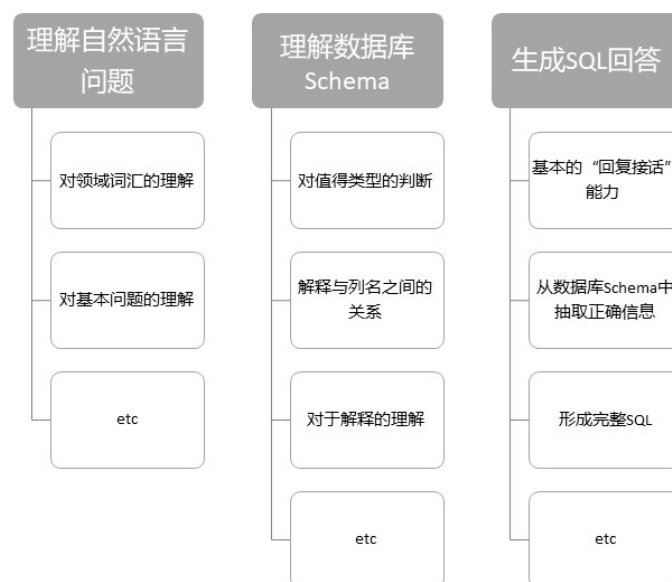 理解自然语言
问题
对领域词汇的理解
对基本问题的理解
etc
理解数据库
Schema
对值得类型的判断
解释与列名之间的
关系
对于解释的理解
etc
生成SQL回答
基本的“回复接话”
能力
从数据库Schema中
抽取正确信息
形成完整SQL
etc